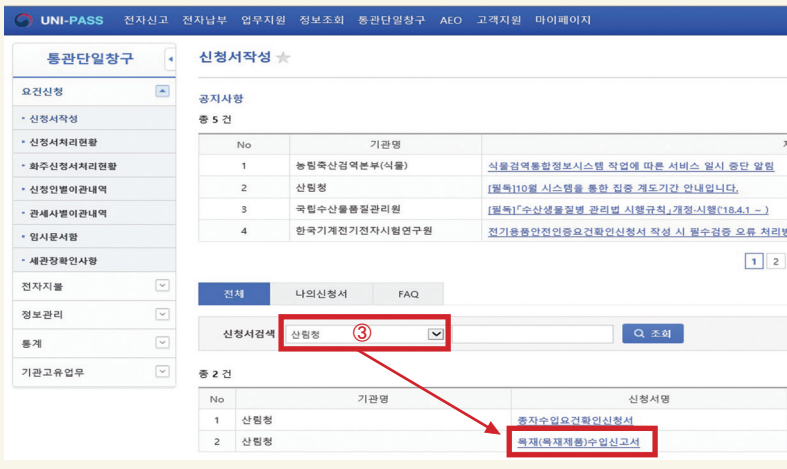 UNI-PASS 전자신고 전자납부 업무지원 정보조회 통관단일창구 AEO 고객지원 마이페이지
통관단일창구
요건신청
신청서작성
신청서처리현황
화주신청서처리현황
신청인별이관내역
관세사별이관내역
임시문서함
세관장확인사항
전자지불
정보관리
통계
기관고유업무
신청서작성
공지사항
총 5 건
No 기관명
1 농림축산검역본부(식물) 식물검역통합정보시스템 작업에 따른 서비스 일시 중단 알림
2 산림청 [필독]10월 시스템을 통한 집중 계도기간 안내입니다.
3 국립수산물품질관리원 [필독]「수산생물질병 관리법 시행규칙」개정·시행('18.4.1 ~ )
4 한국기계전기전자시험연구원 전기용품안전인증요건확인신청서 작성 시 필수검증 오류 처리
1 2
전체 나의신청서 FAQ
신청서검색 산림청 ③ 조회
총 2 건
No 기관명 신청서명
1 산림청 종자수입요건확인신청서
2 산림청 목재(목재제품)수입신고서